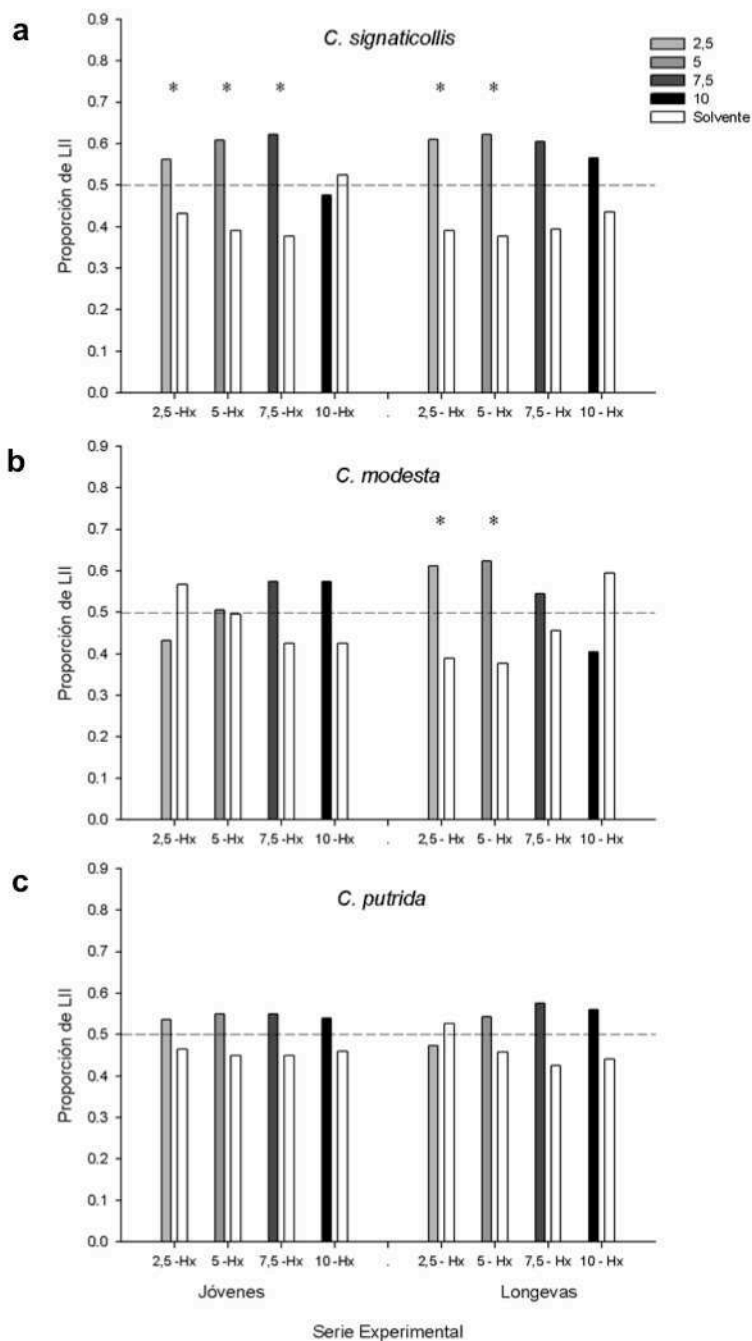 a
C. signaticollis
2,5
5
7,5
10
Solvente
* * * * *
0.9
0.8
0.7
0.6
0.5
0.4
0.3
0.2
0.1
0.0
Proporción de LII
2,5 -Hx 5 -Hx 7,5 -Hx 10 -Hx . 2,5 - Hx 5 - Hx 7,5 - Hx 10 - Hx
b
C. modesta
* *
0.9
0.8
0.7
0.6
0.5
0.4
0.3
0.2
0.1
0.0
Proporción de LII
2,5 -Hx 5 -Hx 7,5 -Hx 10 -Hx . 2,5 - Hx 5 - Hx 7,5 - Hx 10 - Hx
c
C. putrida
0.9
0.8
0.7
0.6
0.5
0.4
0.3
0.2
0.1
0.0
Proporción de LII
2,5 -Hx 5 -Hx 7,5 -Hx 10 -Hx . 2,5 - Hx 5 - Hx 7,5 - Hx 10 - Hx
Jóvenes Longevas
Serie Experimental